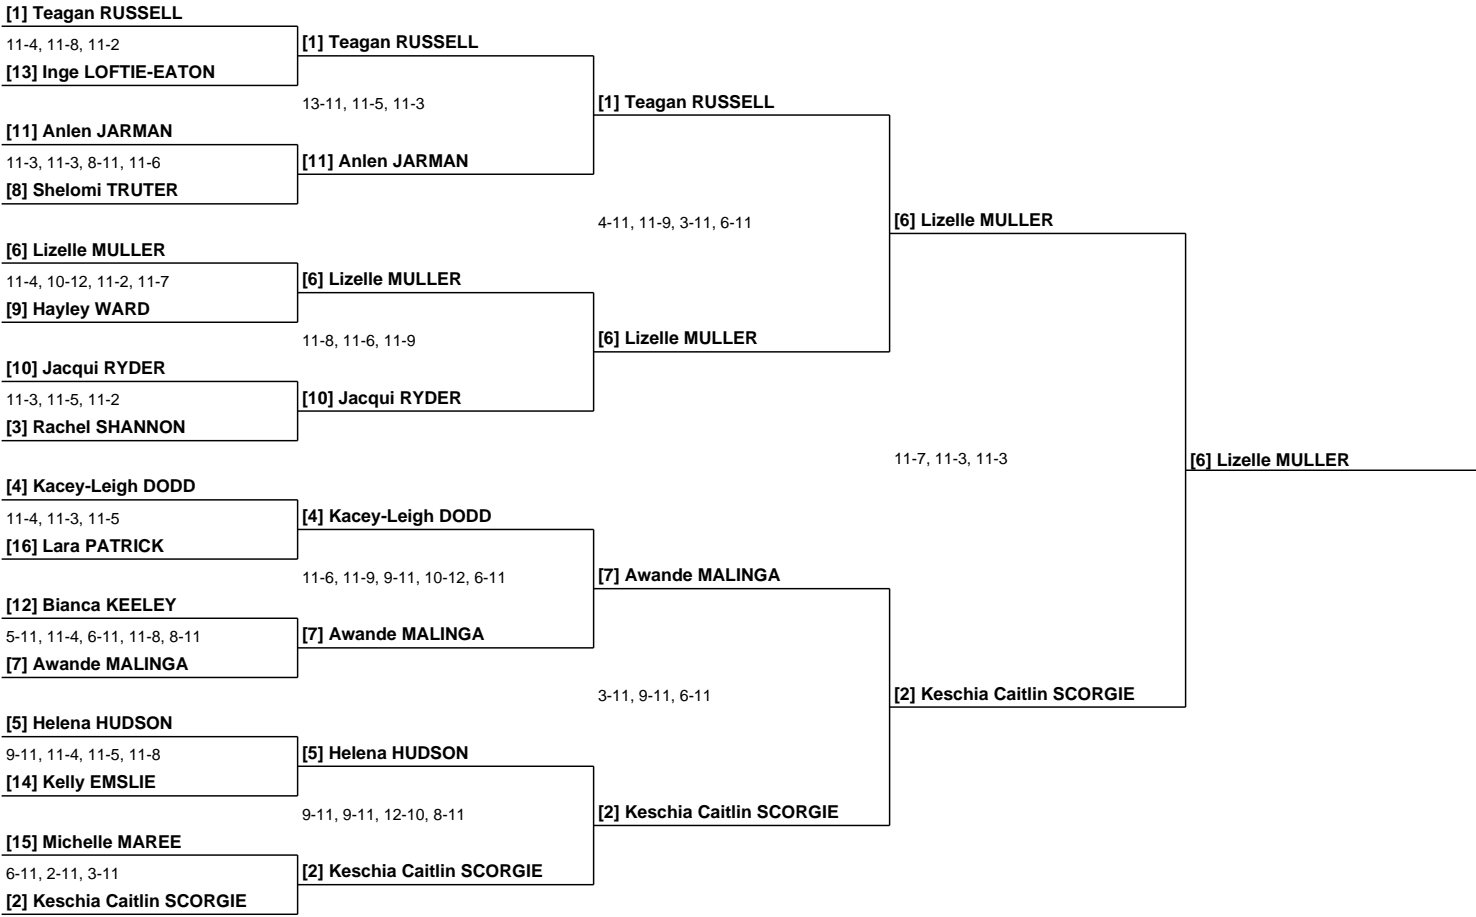 [1] Teagan RUSSELL
11-4, 11-8, 11-2
[13] Inge LOFTIE-EATON
[11] Anlen JARMAN
11-3, 11-3, 8-11, 11-6
[8] Shelomi TRUTER
[6] Lizelle MULLER
11-4, 10-12, 11-2, 11-7
[9] Hayley WARD
[10] Jacqui RYDER
11-3, 11-5, 11-2
[3] Rachel SHANNON
[4] Kacey-Leigh DODD
11-4, 11-3, 11-5
[16] Lara PATRICK
[12] Bianca KEELEY
5-11, 11-4, 6-11, 11-8, 8-11
[7] Awande MALINGA
[5] Helena HUDSON
9-11, 11-4, 11-5, 11-8
[14] Kelly EMSLIE
[15] Michelle MAREE
6-11, 2-11, 3-11
[2] Keschia Caitlin SCORGIE
[1] Teagan RUSSELL
13-11, 11-5, 11-3
[11] Anlen JARMAN
[6] Lizelle MULLER
11-8, 11-6, 11-9
[10] Jacqui RYDER
[4] Kacey-Leigh DODD
11-6, 11-9, 9-11, 10-12, 6-11
[7] Awande MALINGA
[5] Helena HUDSON
9-11, 9-11, 12-10, 8-11
[2] Keschia Caitlin SCORGIE
[1] Teagan RUSSELL
4-11, 11-9, 3-11, 6-11
[6] Lizelle MULLER
[7] Awande MALINGA
3-11, 9-11, 6-11
[2] Keschia Caitlin SCORGIE
[6] Lizelle MULLER
11-7, 11-3, 11-3
[2] Keschia Caitlin SCORGIE
[6] Lizelle MULLER